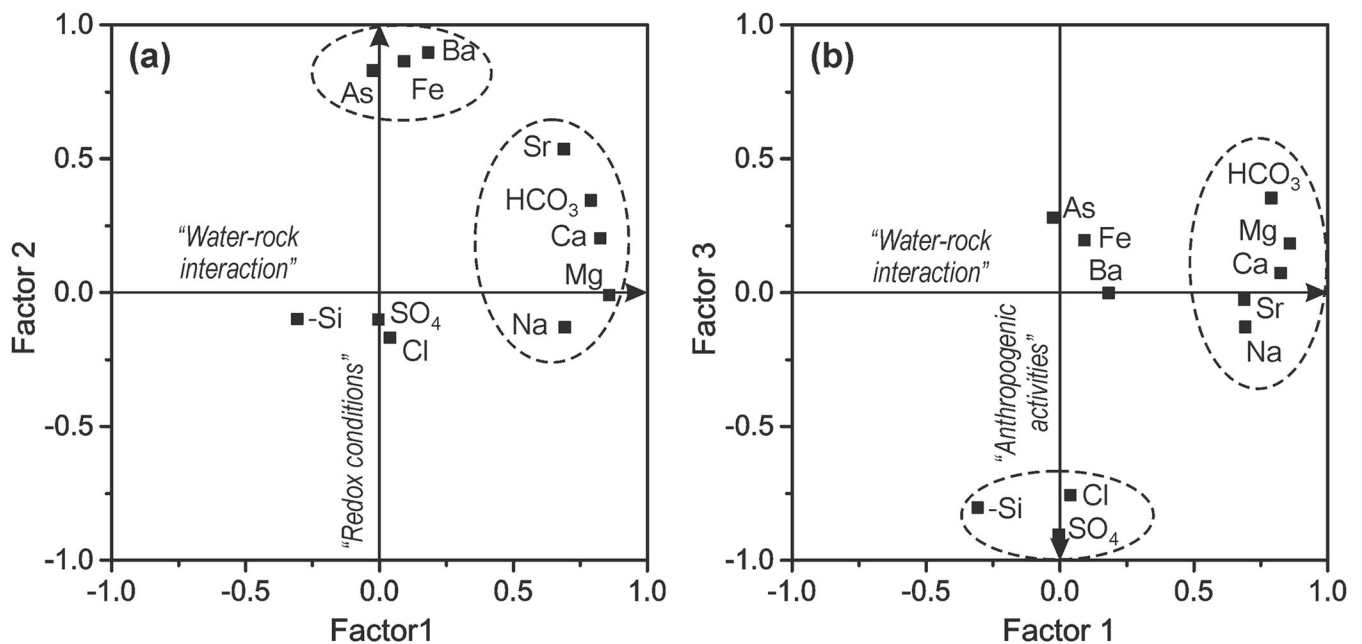 (a)
1.0
0.5
0.0
-0.5
-1.0
Factor 2
Ba
As
Fe
Sr
HCO₃
Ca
Mg
Na
“Water-rock
interaction”
-Si
SO₄
Cl
“Redox conditions”
-1.0
-0.5
0.0
0.5
1.0
Factor1
(b)
1.0
0.5
0.0
-0.5
-1.0
Factor 3
HCO₃
As
Fe
Mg
Ba
Ca
Sr
Na
“Water-rock
interaction”
“Anthropogenic
activities”
-Si
Cl
SO₄
-1.0
-0.5
0.0
0.5
1.0
Factor 1